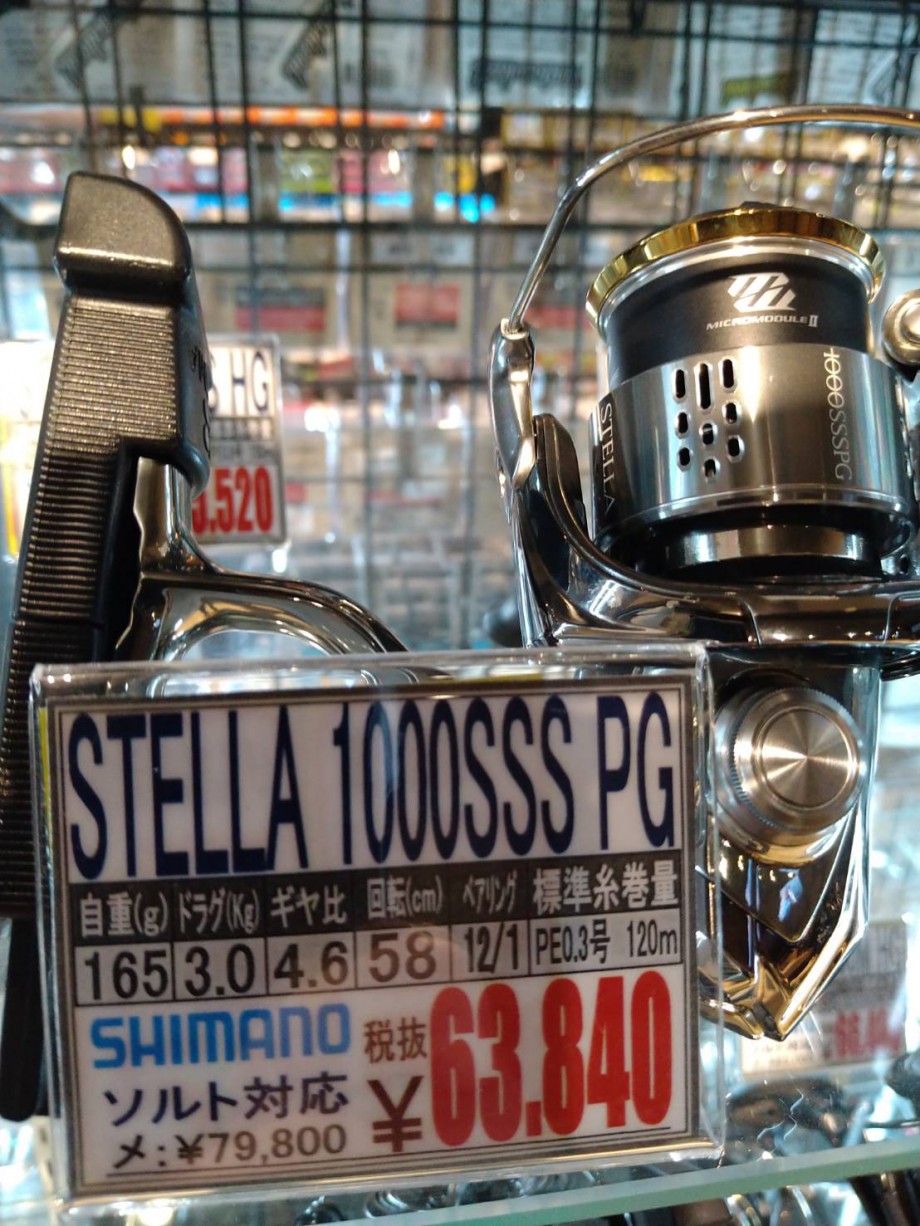 MICROMODULE II
STELLA
1000SSSPG
S HG
3.520
STELLA 1000SSS PG
自重(g) ドラグ(Kg) ギヤ比 回転(cm) ベアリング 標準糸巻量
165 3.0 4.6 58 12/1 PE0.3号 120m
SHIMANO 税抜
ソルト対応 ¥63.840
メ:¥79,800